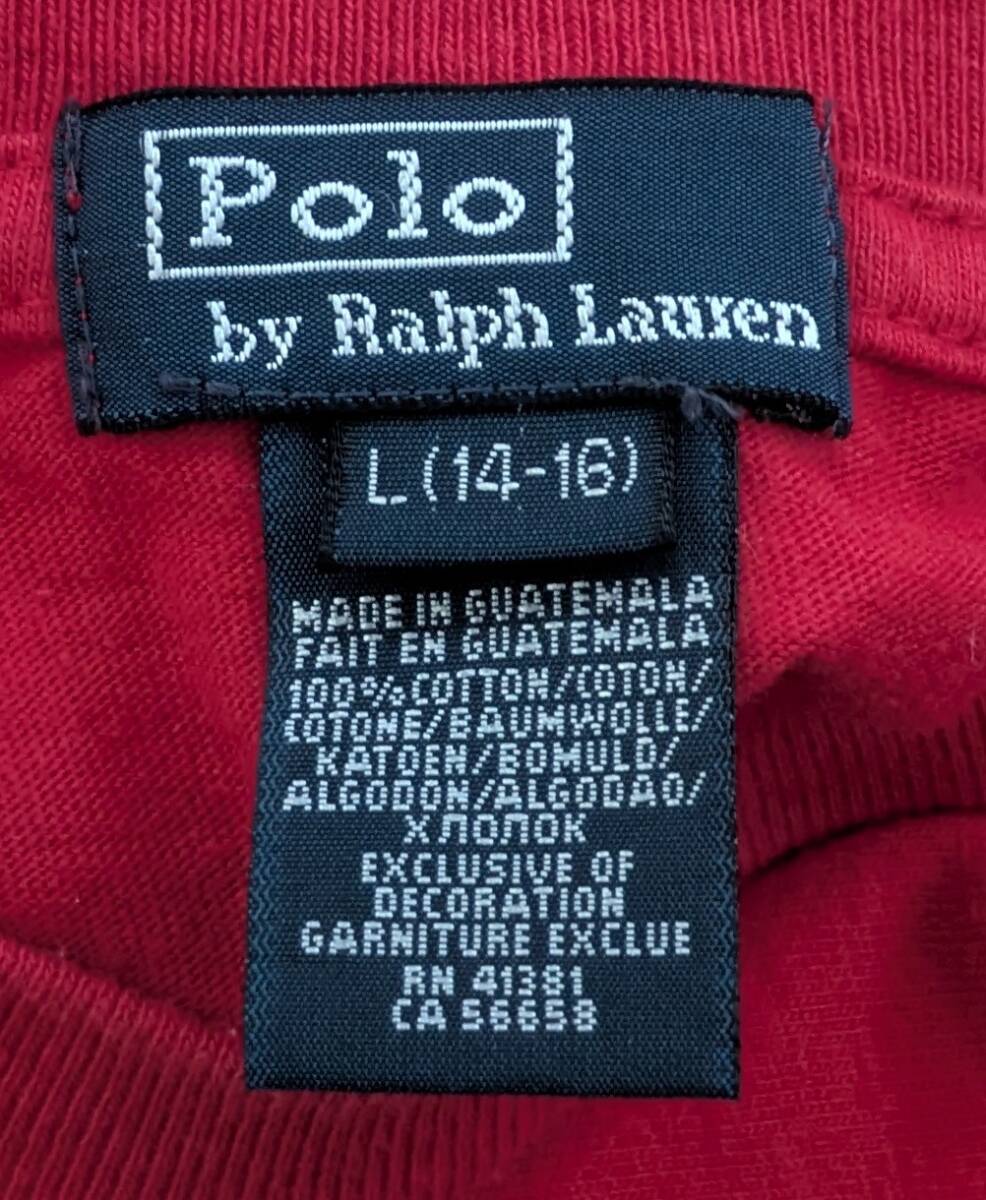 Polo
by Ralph Lauren
L (14-16)
MADE IN GUATEMALA
FAIT EN GUATEMALA
100% COTTON/COTON/
COTONE/BAUMWOLLE/
KATOEN/BOMULD/
ALGODON/ALGODAO/
ХЛОПОК
EXCLUSIVE OF
DECORATION
GARNITURE EXCLUE
RN 41381
CA 56658